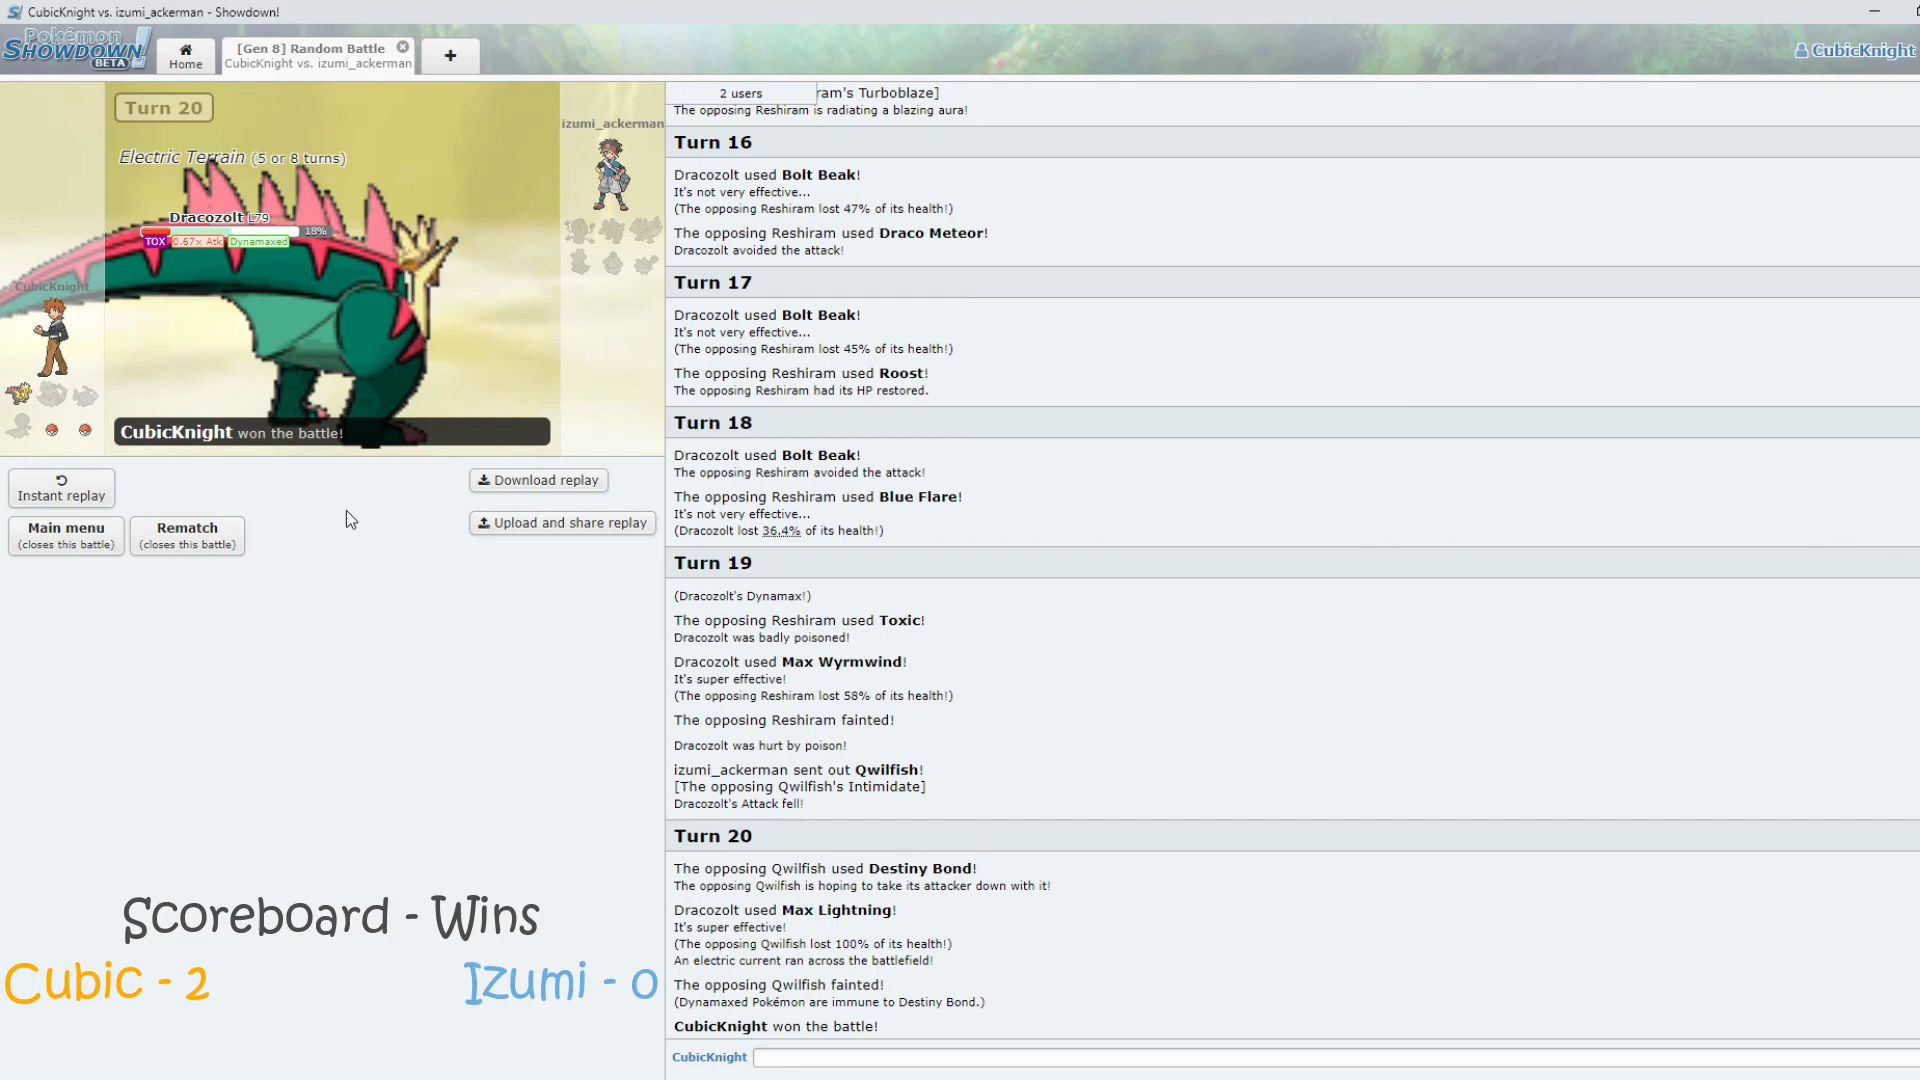 CubicKnight vs. izumi_ackerman - Showdown!
Pokémon
SHOWDOWN!
BETA
Home
[Gen 8] Random Battle
CubicKnight vs. izumi_ackerman
+
CubicKnight
Turn 20
Electric Terrain (5 or 8 turns)
Dracozolt L79
18%
TOX 0.67× Atk Dynamaxed
izumi_ackerman
CubicKnight
CubicKnight won the battle!
Instant replay
Download replay
Upload and share replay
Main menu
(closes this battle)
Rematch
(closes this battle)
Scoreboard - Wins
Cubic - 2
Izumi - 0
2 users
ram's Turboblaze]
The opposing Reshiram is radiating a blazing aura!
Turn 16
Dracozolt used Bolt Beak!
It's not very effective...
(The opposing Reshiram lost 47% of its health!)
The opposing Reshiram used Draco Meteor!
Dracozolt avoided the attack!
Turn 17
Dracozolt used Bolt Beak!
It's not very effective...
(The opposing Reshiram lost 45% of its health!)
The opposing Reshiram used Roost!
The opposing Reshiram had its HP restored.
Turn 18
Dracozolt used Bolt Beak!
The opposing Reshiram avoided the attack!
The opposing Reshiram used Blue Flare!
It's not very effective...
(Dracozolt lost 36.4% of its health!)
Turn 19
(Dracozolt's Dynamax!)
The opposing Reshiram used Toxic!
Dracozolt was badly poisoned!
Dracozolt used Max Wyrmwind!
It's super effective!
(The opposing Reshiram lost 58% of its health!)
The opposing Reshiram fainted!
Dracozolt was hurt by poison!
izumi_ackerman sent out Qwilfish!
[The opposing Qwilfish's Intimidate]
Dracozolt's Attack fell!
Turn 20
The opposing Qwilfish used Destiny Bond!
The opposing Qwilfish is hoping to take its attacker down with it!
Dracozolt used Max Lightning!
It's super effective!
(The opposing Qwilfish lost 100% of its health!)
An electric current ran across the battlefield!
The opposing Qwilfish fainted!
(Dynamaxed Pokémon are immune to Destiny Bond.)
CubicKnight won the battle!
CubicKnight